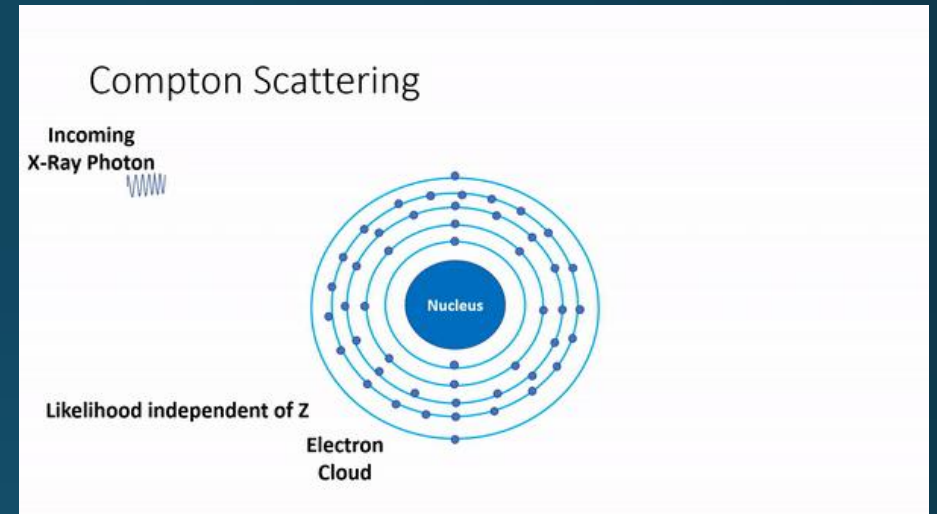 Compton Scattering
Incoming
X-Ray Photon
Nucleus
Likelihood independent of Z
Electron
Cloud